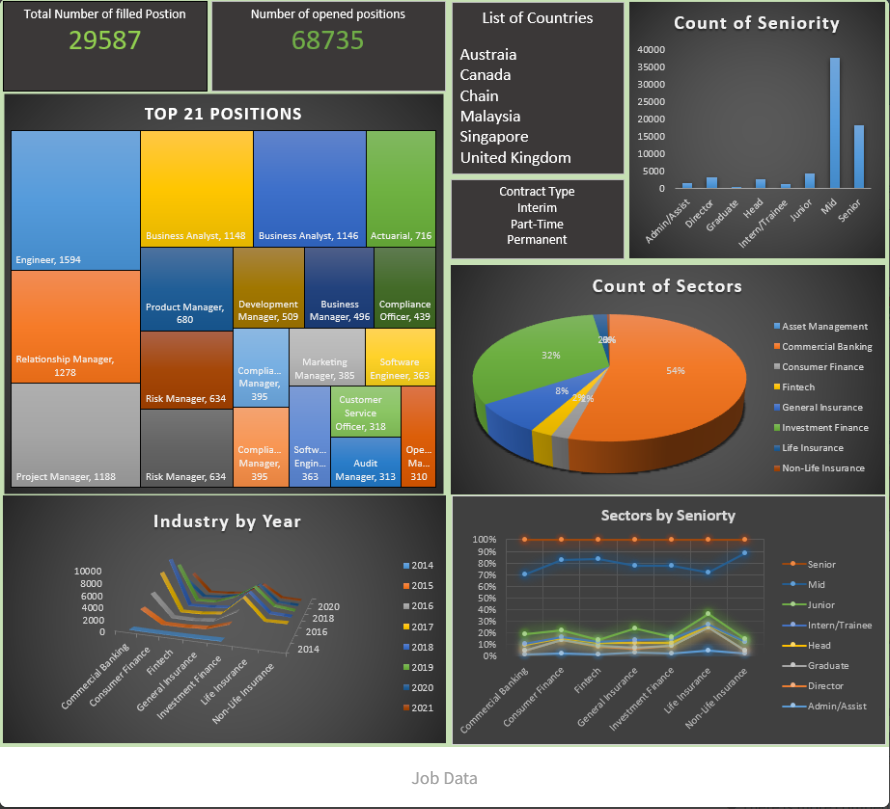 Total Number of filled Postion
29587
Number of opened positions
68735
List of Countries
Austraia
Canada
Chain
Malaysia
Singapore
United Kingdom
Contract Type
Interim
Part-Time
Permanent
Count of Seniority
40000
35000
30000
25000
20000
15000
10000
5000
0
Admin/Assist
Director
Graduate
Head
Intern/Trainee
Junior
Mid
Senior
TOP 21 POSITIONS
Engineer, 1594
Business Analyst, 1148
Business Analyst, 1146
Actuarial, 716
Relationship Manager,
1278
Project Manager, 1188
Product Manager,
680
Development
Manager, 509
Business
Manager, 496
Compliance
Officer, 439
Risk Manager, 634
Risk Manager, 634
Complia...
Manager,
395
Complia...
Manager,
395
Marketing
Manager, 385
Software
Engineer, 363
Softw...
Engin...
363
Customer
Service
Officer, 318
Audit
Manager, 313
Ope...
Ma...
310
Count of Sectors
32%
54%
8%
Asset Management
Commercial Banking
Consumer Finance
Fintech
General Insurance
Investment Finance
Life Insurance
Non-Life Insurance
Industry by Year
10000
8000
6000
4000
2000
0
Commercial Banking
Consumer Finance
Fintech
General Insurance
Investment Finance
Life Insurance
Non-Life Insurance
2020
2018
2016
2014
2014
2015
2016
2017
2018
2019
2020
2021
Sectors by Seniorty
100%
90%
80%
70%
60%
50%
40%
30%
20%
10%
0%
Commercial Banking
Consumer Finance
Fintech
General Insurance
Investment Finance
Life Insurance
Non-Life Insurance
Senior
Mid
Junior
Intern/Trainee
Head
Graduate
Director
Admin/Assist
Job Data